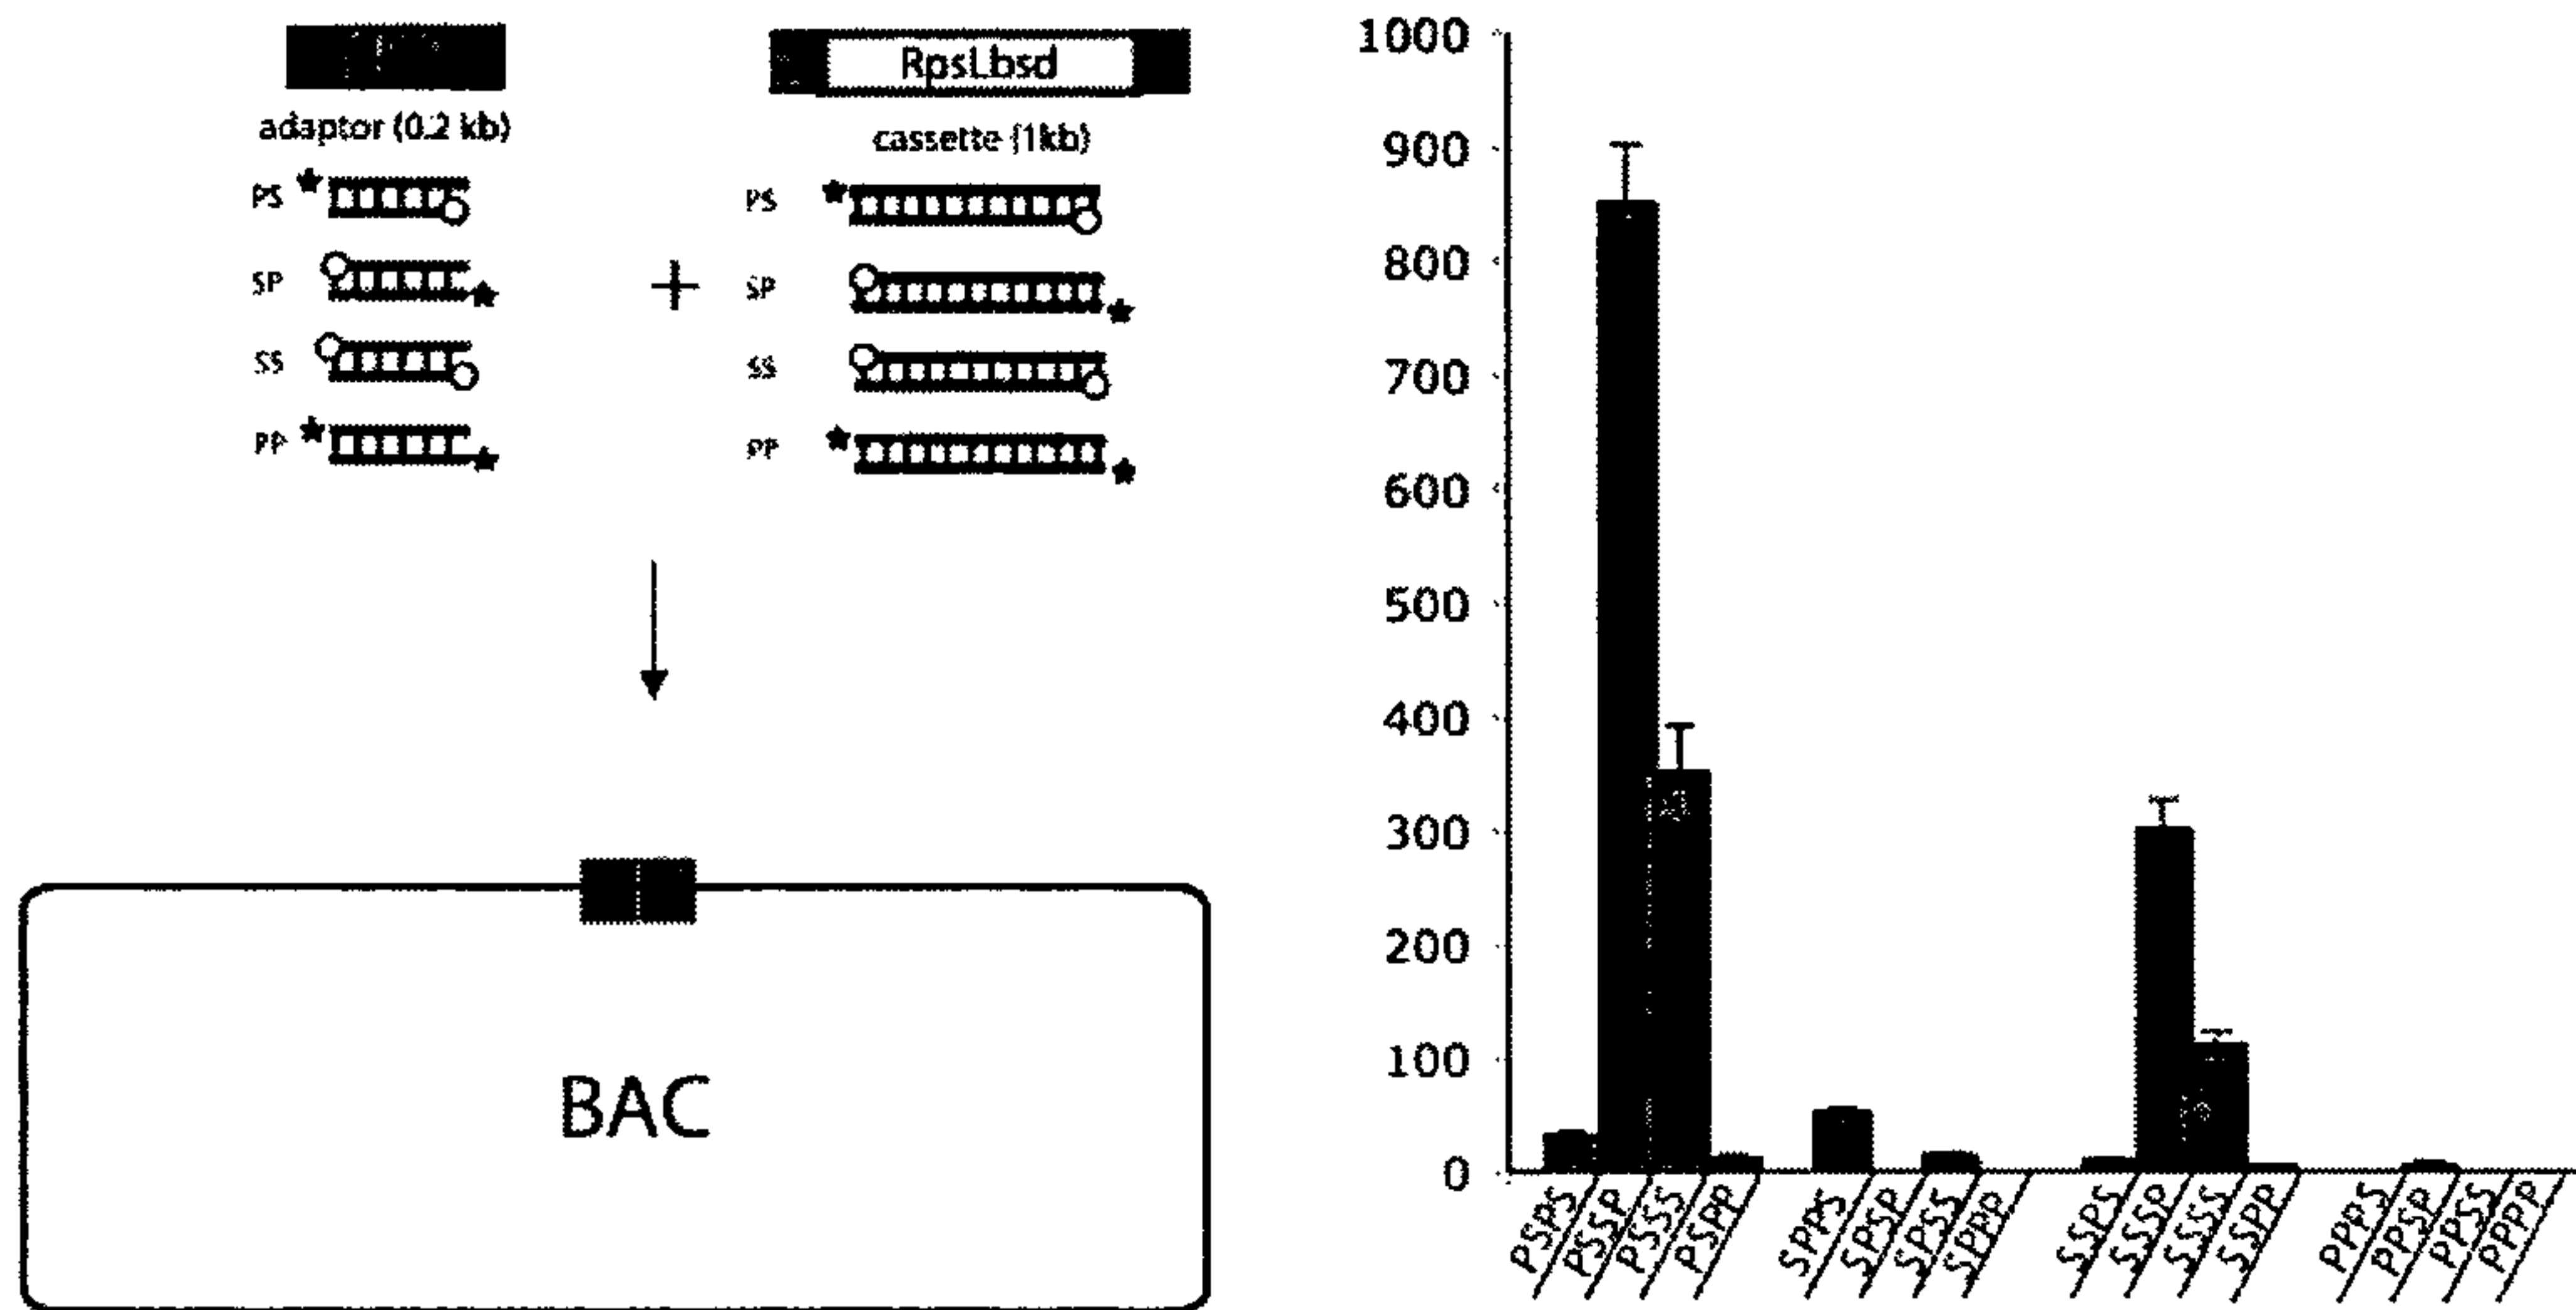 RpsLbsd
adaptor (0.2 kb)
cassette (1kb)
PS
PS
SP
+
SP
SS
SS
PP
PP
BAC
1000
900
800
700
600
500
400
300
200
100
0
PSPS
PSSP
PSSS
PSPP
SPPS
SPSP
SPSS
SPPP
SSPS
SSSP
SSSS
SSPP
PPPS
PPSP
PPSS
PPPP